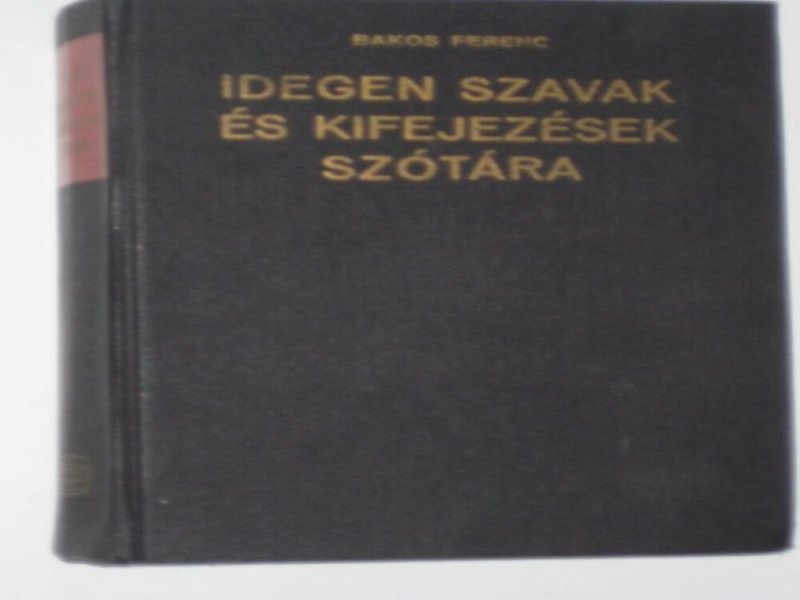 BAKOS FERENC
IDEGEN SZAVAK
ÉS KIFEJEZÉSEK
SZÓTÁRA